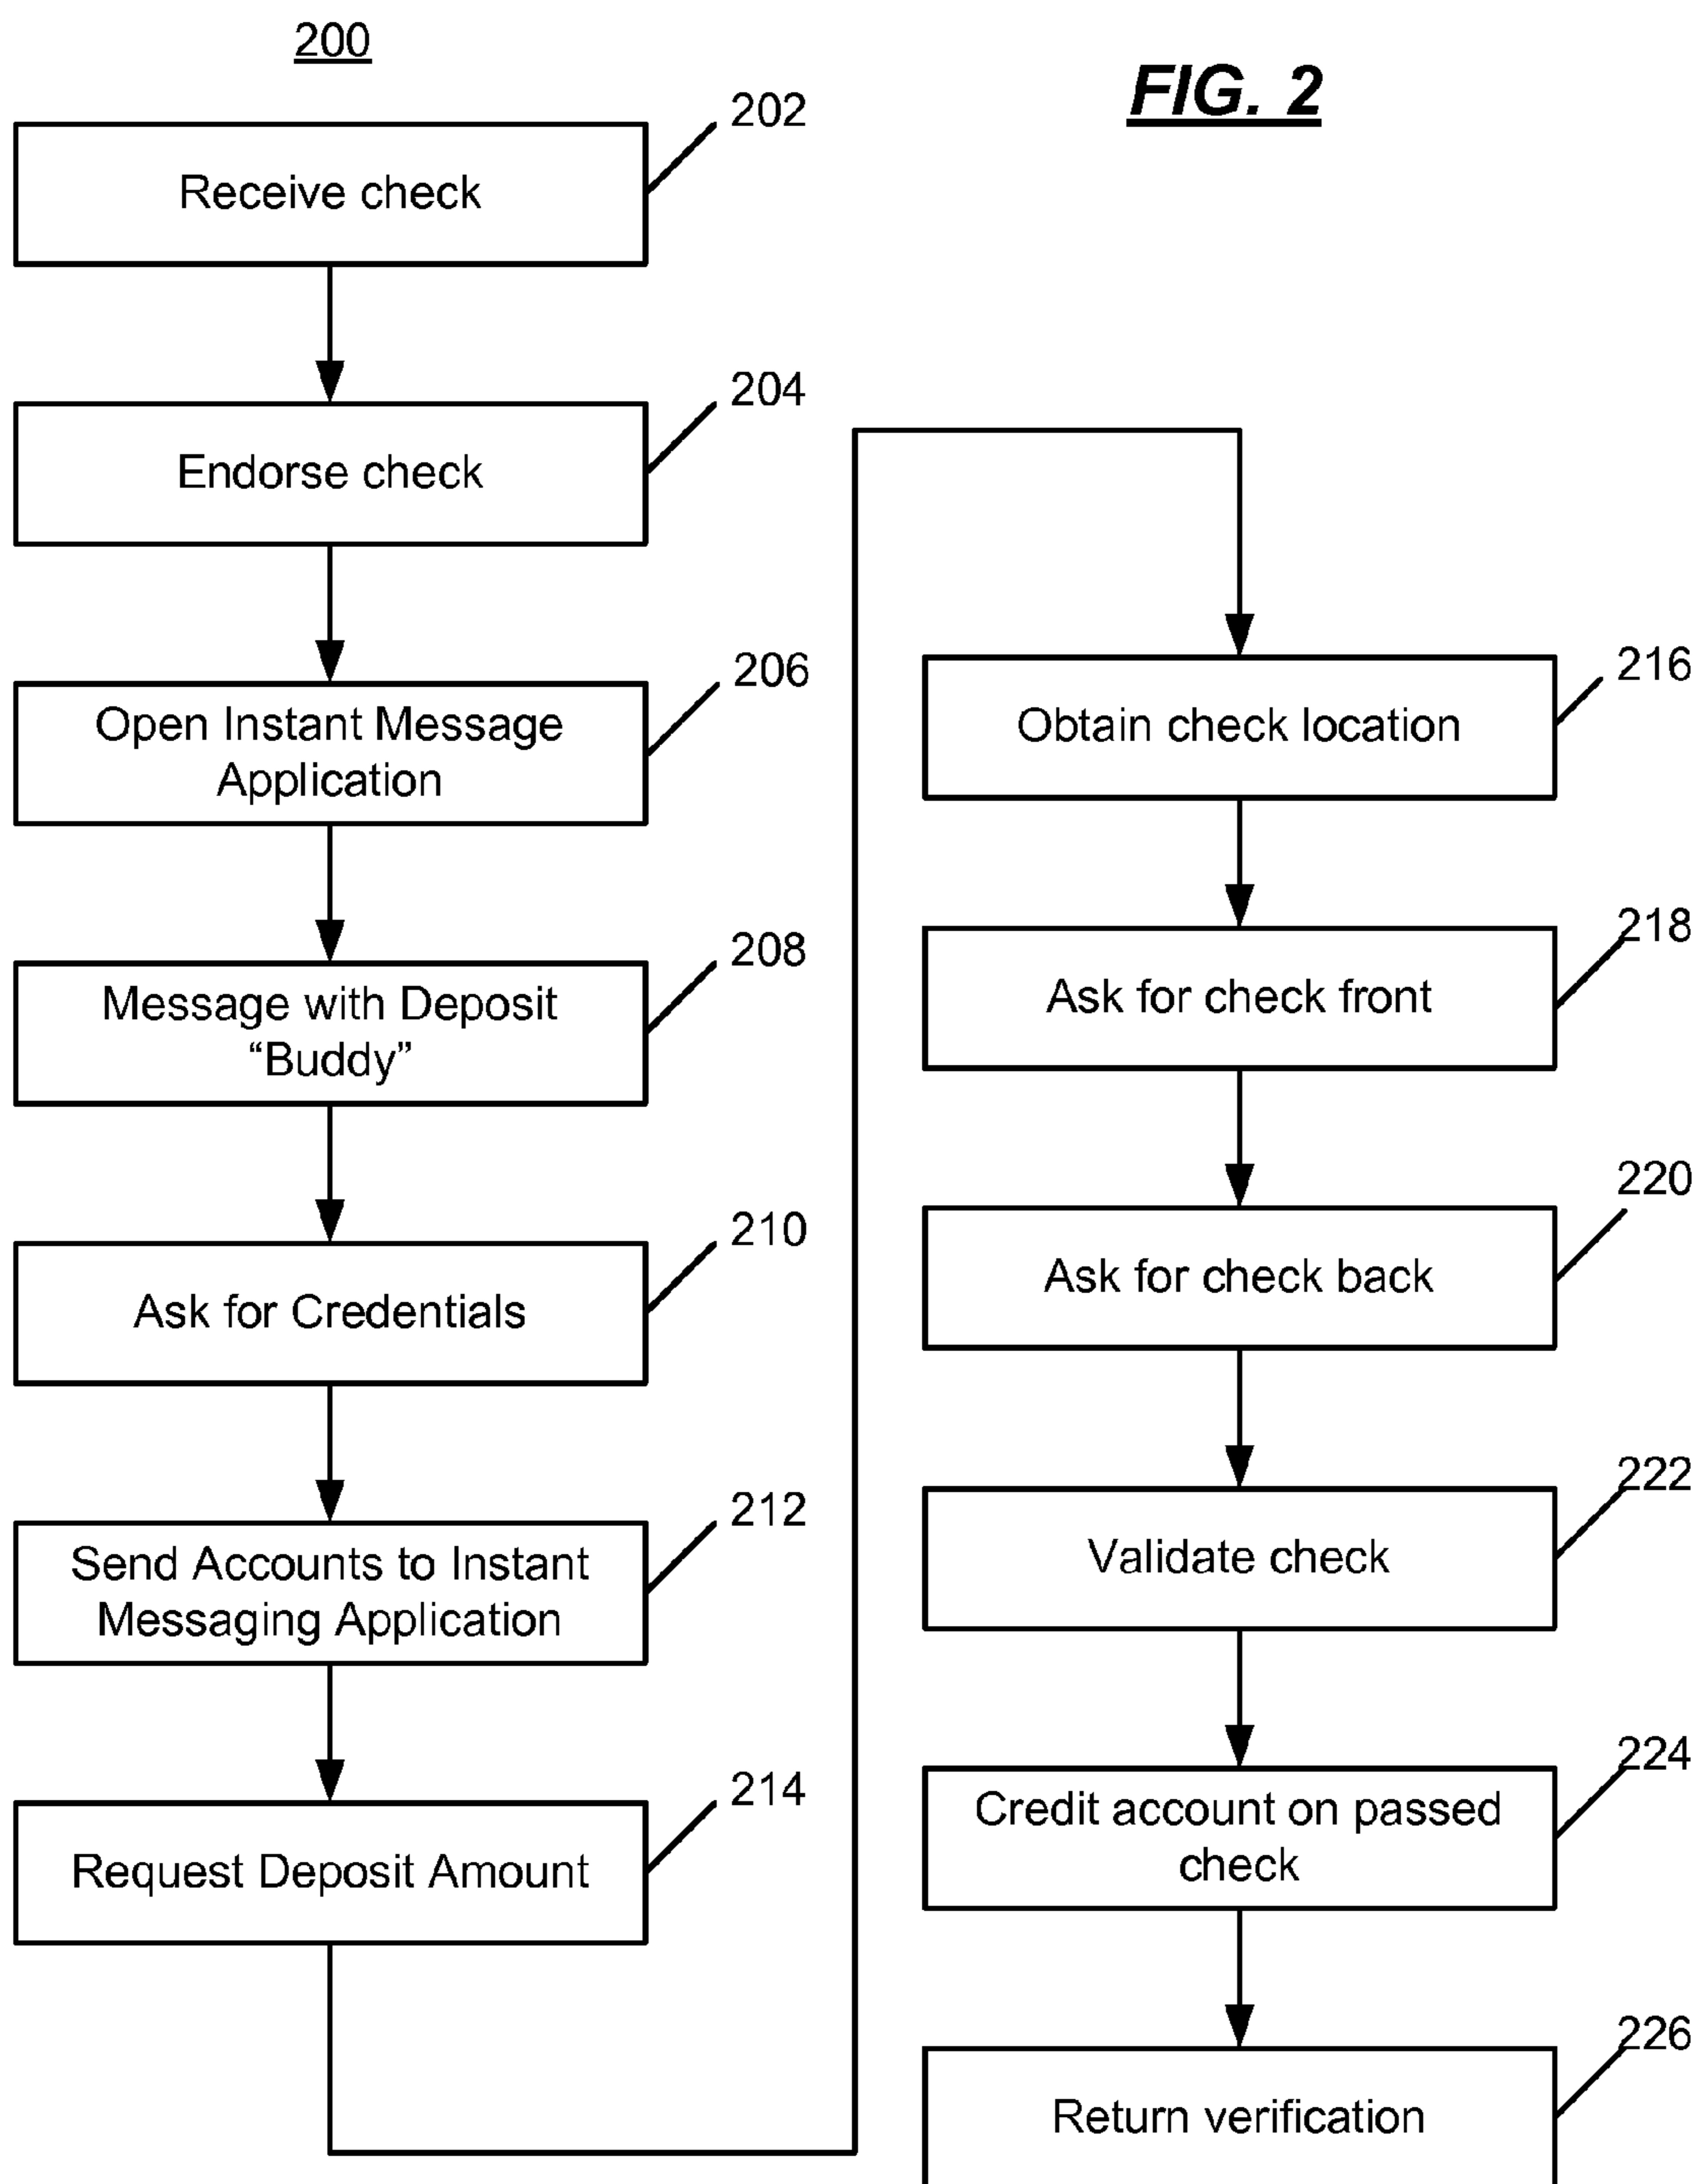 200
FIG. 2
202
Receive check
204
Endorse check
206
Open Instant Message
Application
208
Message with Deposit
“Buddy”
210
Ask for Credentials
212
Send Accounts to Instant
Messaging Application
214
Request Deposit Amount
216
Obtain check location
218
Ask for check front
220
Ask for check back
222
Validate check
224
Credit account on passed
check
226
Return verification